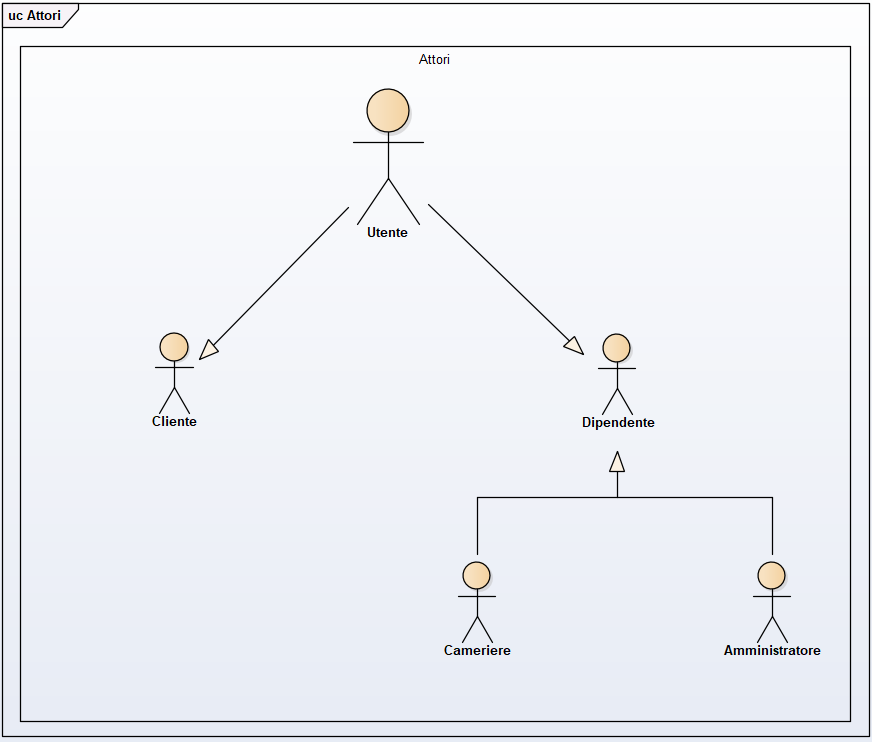 uc Attori
Attori
Utente
Cliente
Dipendente
Cameriere
Amministratore